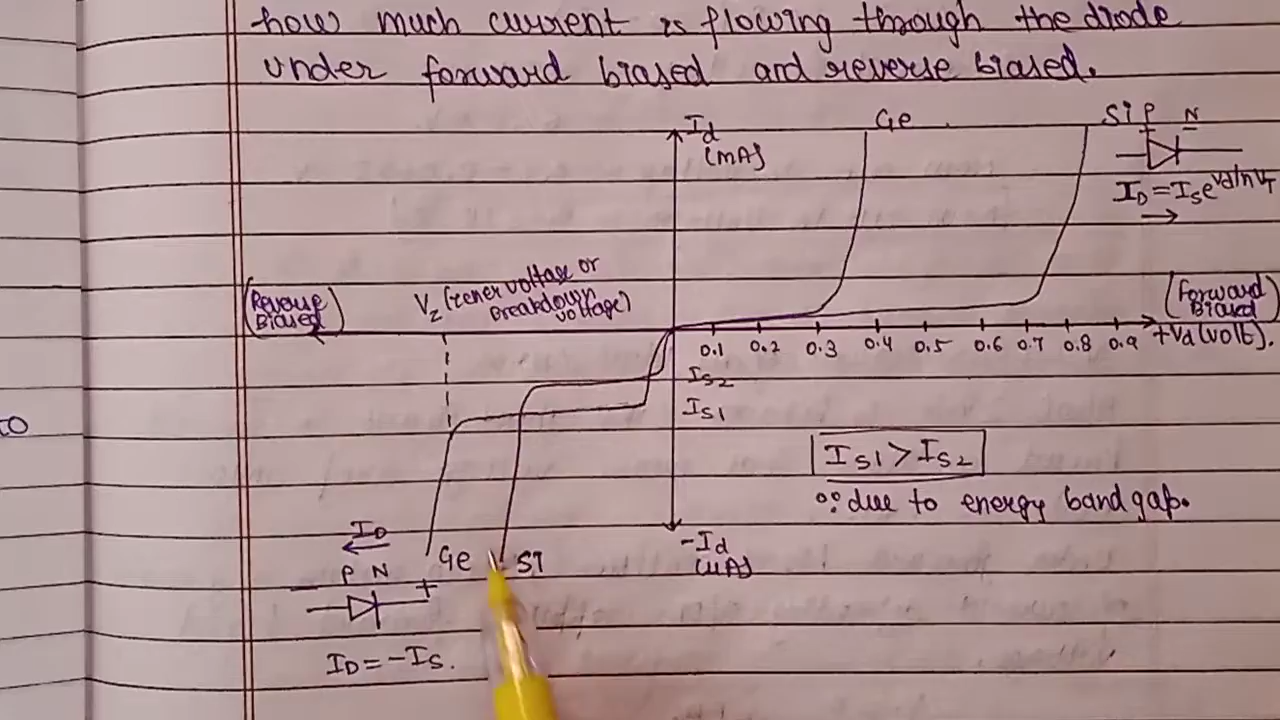 how much current is flowing through the diode
under forward biased and reverse biased.
Id
(mA)
Ge
Si
P N
ID = IS e^Vd/nVT
(Reverse
Biased)
VZ (zener voltage or
Breakdown
voltage)
(Forward
Biased)
0.1 0.2 0.3 0.4 0.5 0.6 0.7 0.8 0.9 +Vd (volt).
IS2
IS1
IS1 > IS2
∵ due to energy band gap.
-Id
(uA)
ID
Ge SI
P N
- +
ID = -IS.